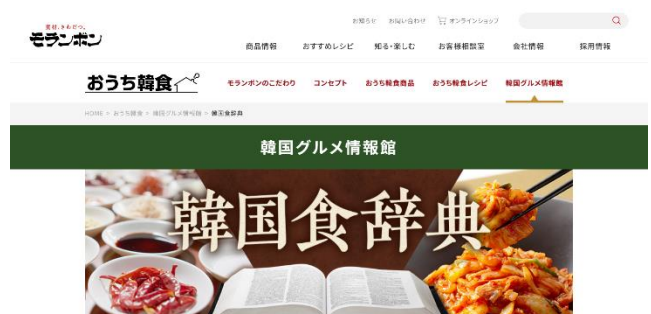 素材、きわだつ。
モランボン
お知らせ お問い合わせ オンラインショップ
商品情報 おすすめレシピ 知る・楽しむ お客様相談室 会社情報 採用情報
おうち韓食
モランボンのこだわり コンセプト おうち韓食商品 おうち韓食レシピ 韓国グルメ情報館
HOME > おうち韓食 > 韓国グルメ情報館 > 韓国食辞典
韓国グルメ情報館
韓国食辞典